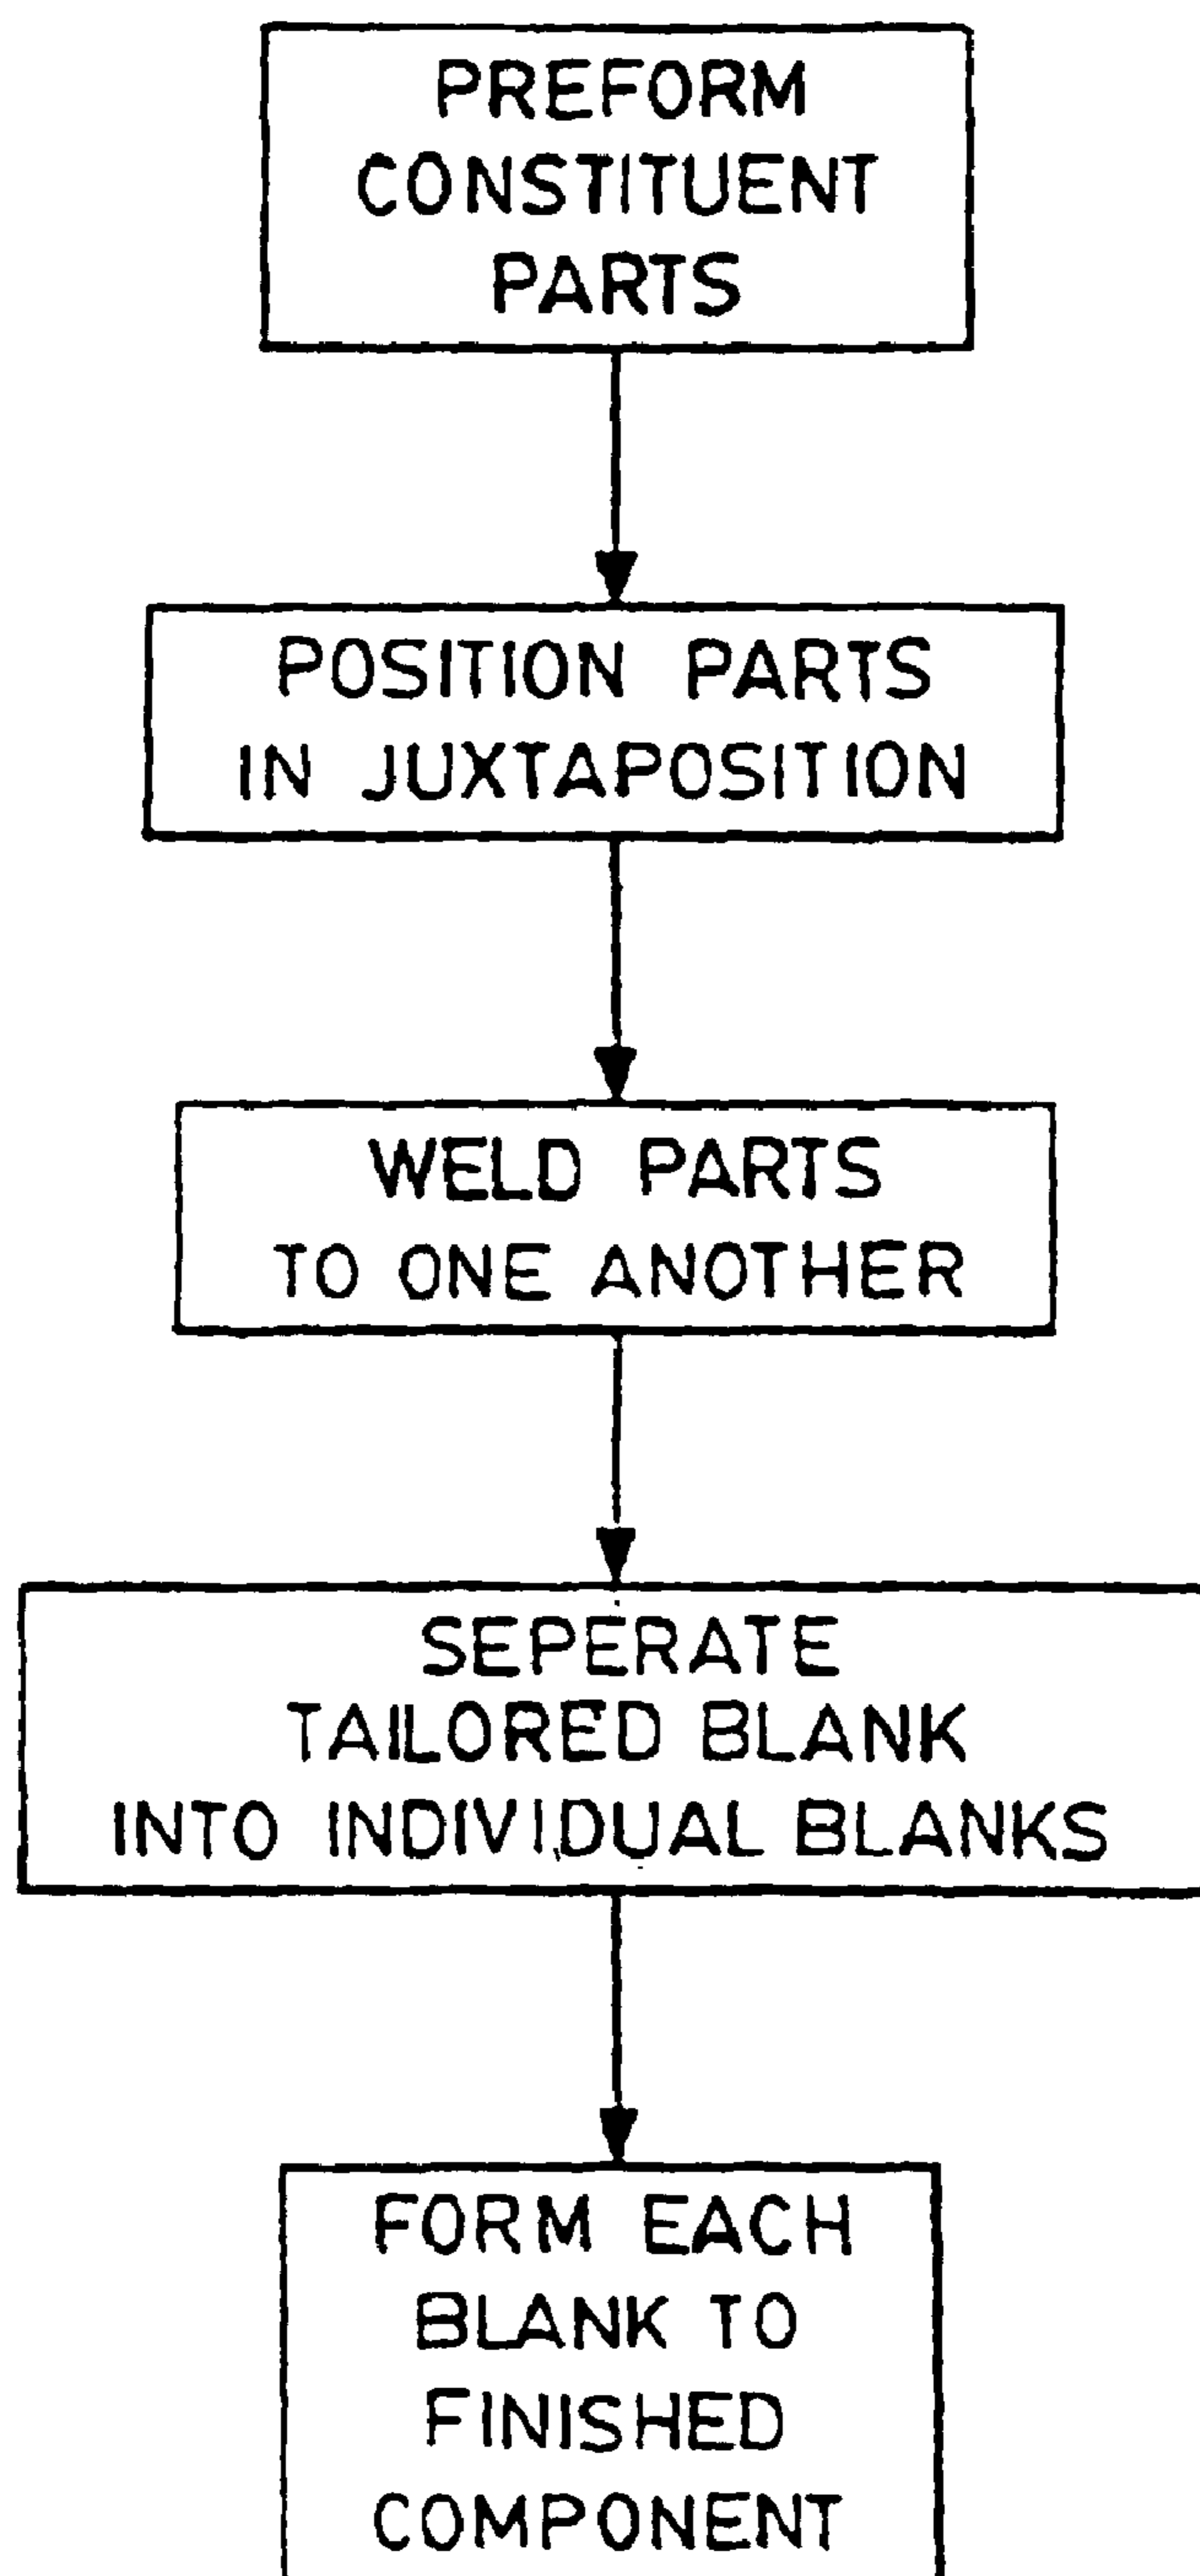 PREFORM
CONSTITUENT
PARTS
POSITION PARTS
IN JUXTAPOSITION
WELD PARTS
TO ONE ANOTHER
SEPERATE
TAILORED BLANK
INTO INDIVIDUAL BLANKS
FORM EACH
BLANK TO
FINISHED
COMPONENT